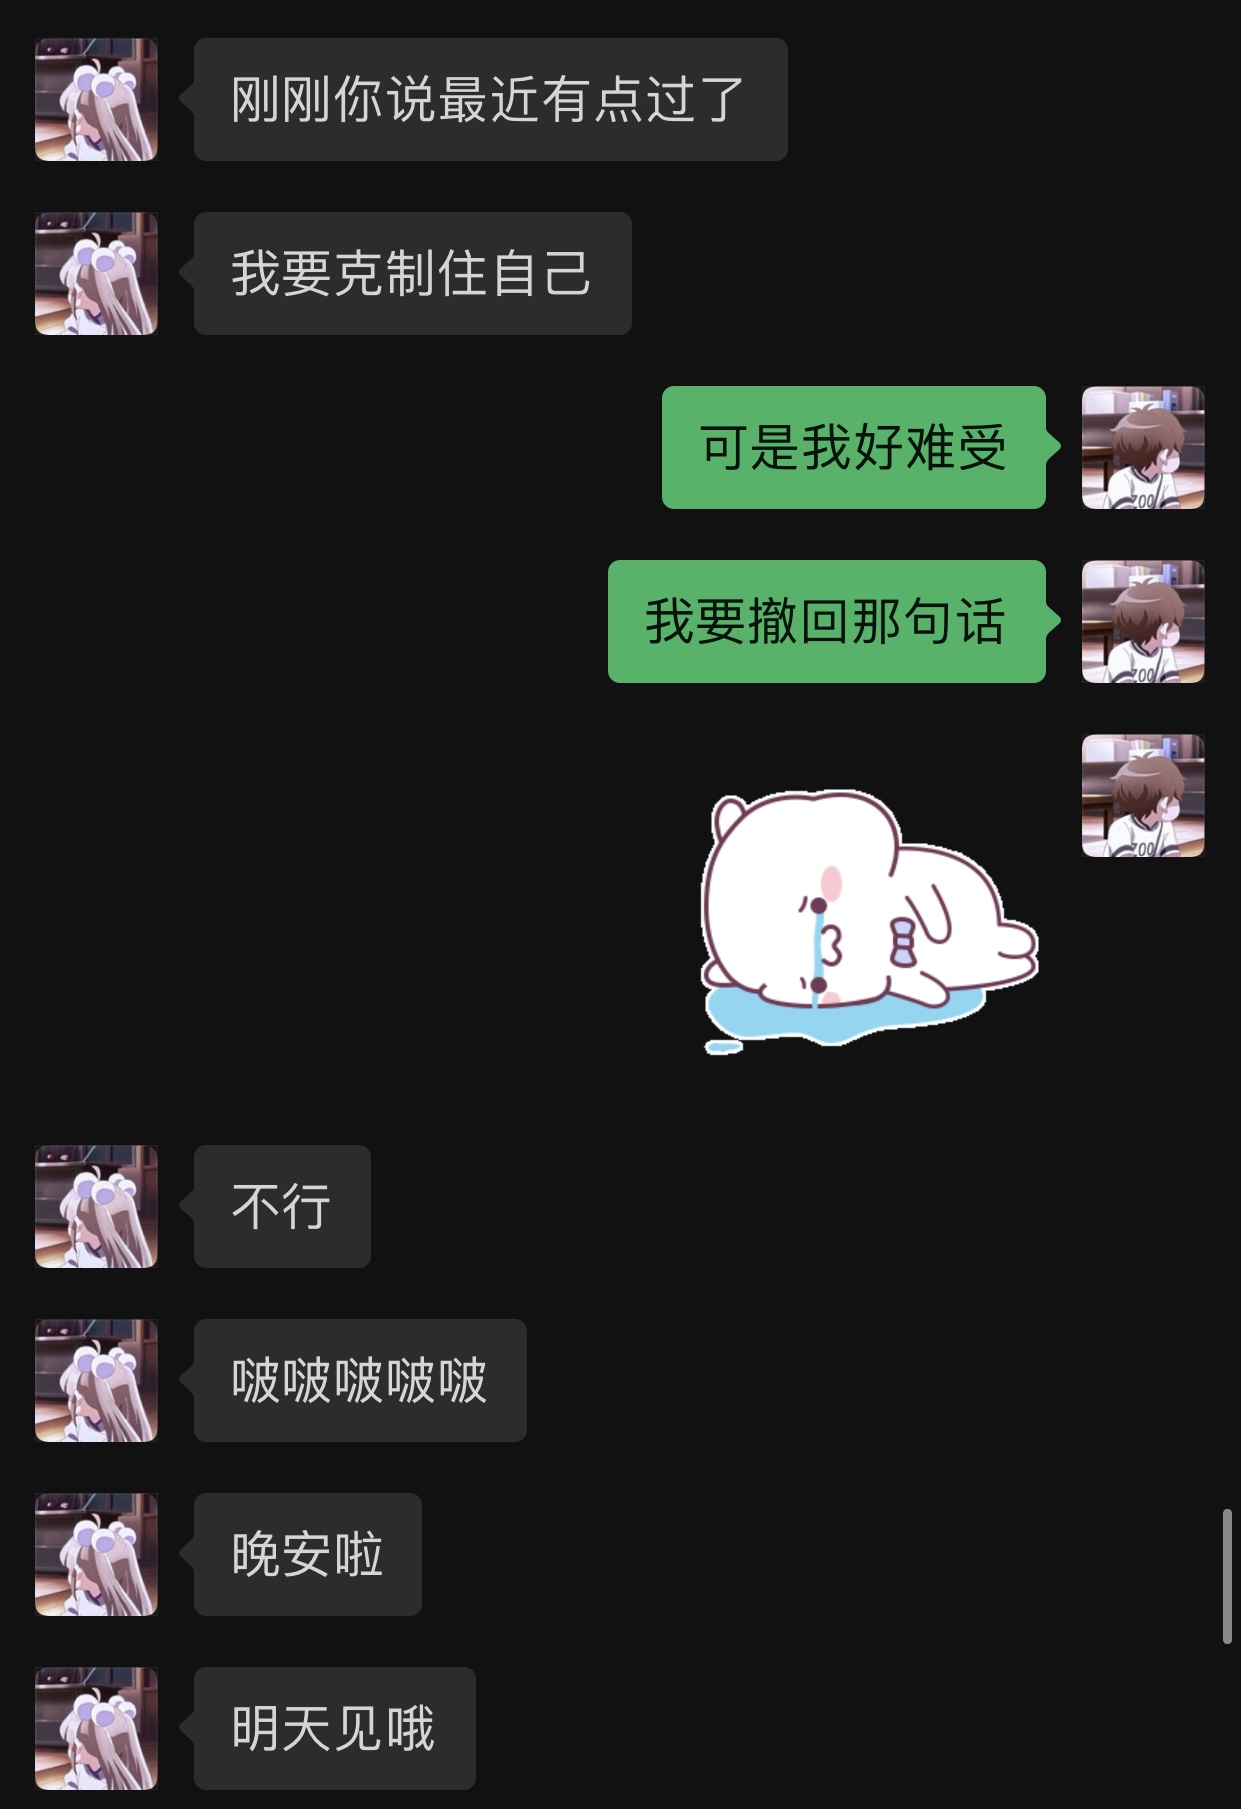 刚刚你说最近有点过了
我要克制住自己
可是我好难受
我要撤回那句话
不行
啵啵啵啵啵
晚安啦
明天见哦